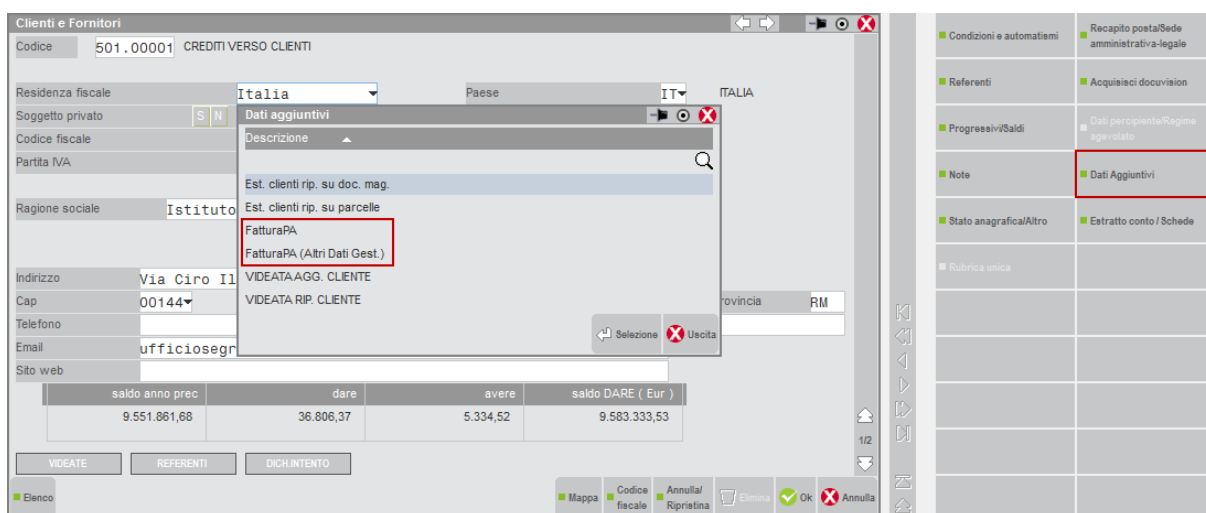 Clienti e Fornitori
Codice 501.00001 CREDITI VERSO CLIENTI
Residenza fiscale Italia Paese IT ITALIA
Soggetto privato S N
Codice fiscale
Partita IVA
Ragione sociale Istituto
Indirizzo Via Ciro Il
Cap 00144 rovincia RM
Telefono
Email ufficiosegr
Sito web
Dati aggiuntivi
Descrizione
Est. clienti rip. su doc. mag.
Est. clienti rip. su parcelle
FatturaPA
FatturaPA (Altri Dati Gest.)
VIDEATA AGG. CLIENTE
VIDEATA RIP. CLIENTE
Selezione Uscita
saldo anno prec dare avere saldo DARE ( Eur )
9.551.861,68 36.806,37 5.334,52 9.583.333,53
1/2
VIDEATE REFERENTI DICH.INTENTO
Elenco Mappa Codice fiscale Annulla/Ripristina Elimina Ok Annulla
Condizioni e automatismi
Recapito posta/Sede
amministrativa-legale
Referenti
Acquisisci docuvision
Progressivi/Saldi
Dati percipiente/Regime
agevolato
Note
Dati Aggiuntivi
Stato anagrafica/Altro
Estratto conto / Schede
Rubrica unica